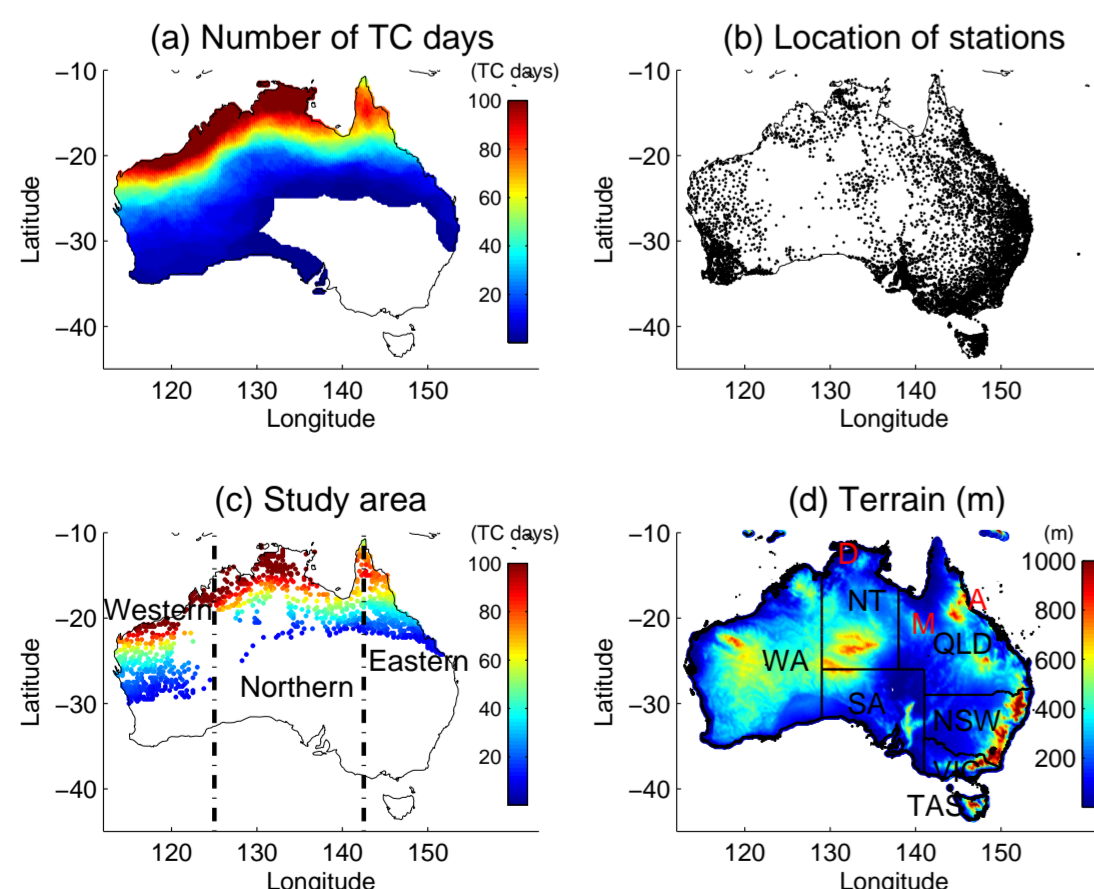 (a) Number of TC days
(TC days)
−10
−20
−30
−40
Latitude
120
130
140
150
Longitude
100
80
60
40
20
(b) Location of stations
−10
−20
−30
−40
Latitude
120
130
140
150
160
Longitude
(c) Study area
(TC days)
−10
−20
−30
−40
Latitude
Western
Northern
Eastern
120
130
140
150
Longitude
100
80
60
40
20
(d) Terrain (m)
(m)
−10
−20
−30
−40
Latitude
D
NT
A
M
QLD
WA
SA
NSW
VIC
TAS
120
130
140
150
Longitude
1000
800
600
400
200